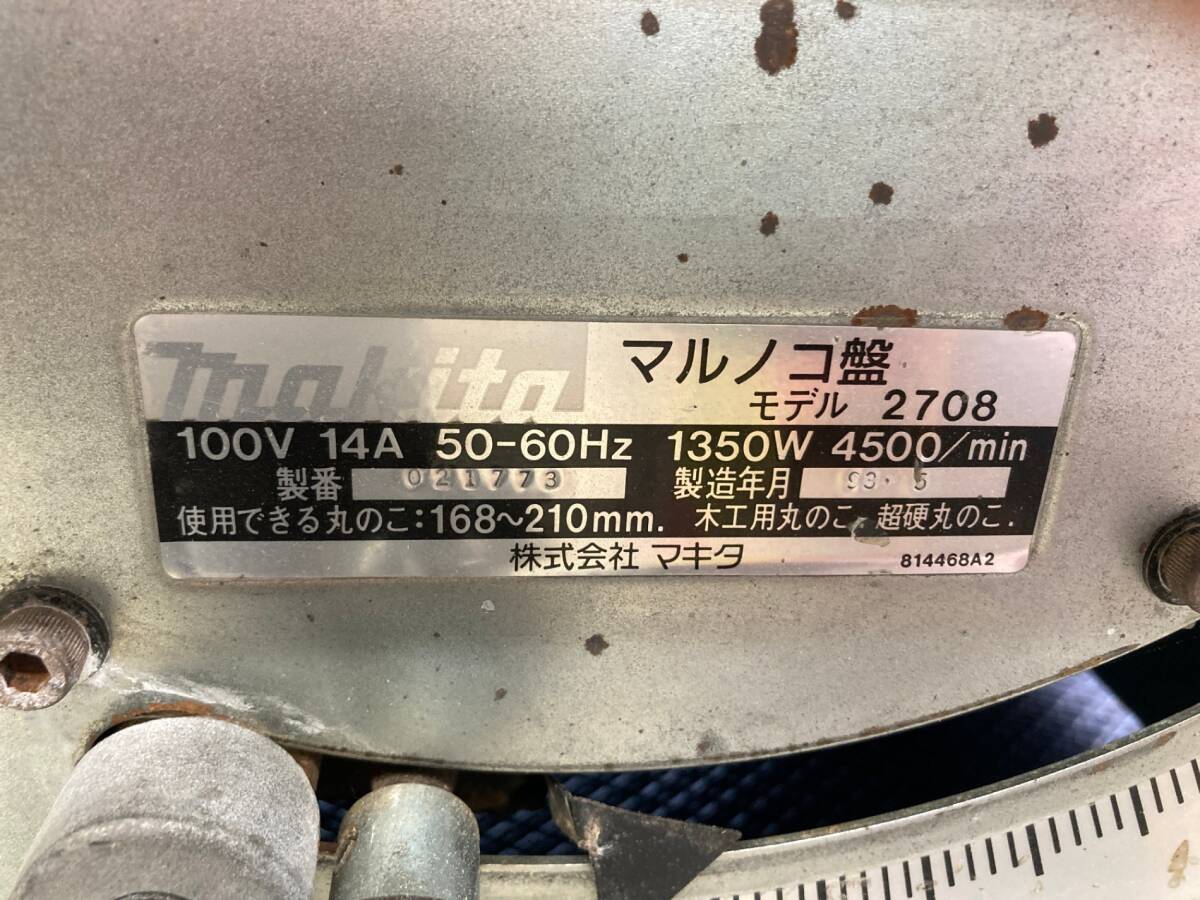 makita マルノコ盤
モデル 2708
100V 14A 50-60Hz 1350W 4500/min
製番 021773 製造年月 93・5
使用できる丸のこ:168〜210mm. 木工用丸のこ, 超硬丸のこ.
株式会社 マキタ 814468A2